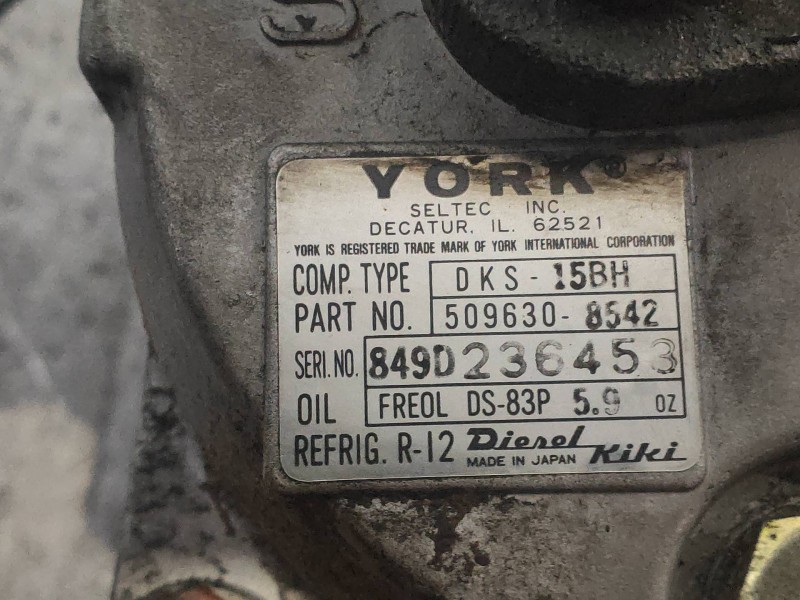 YORK®
SELTEC INC.
DECATUR, IL. 62521
YORK IS REGISTERED TRADE MARK OF YORK INTERNATIONAL CORPORATION
COMP. TYPE DKS-15BH
PART NO. 509630-8542
SERI. NO. 849D236453
OIL FREOL DS-83P 5.9 OZ
REFRIG. R-12 Diesel Kiki
MADE IN JAPAN